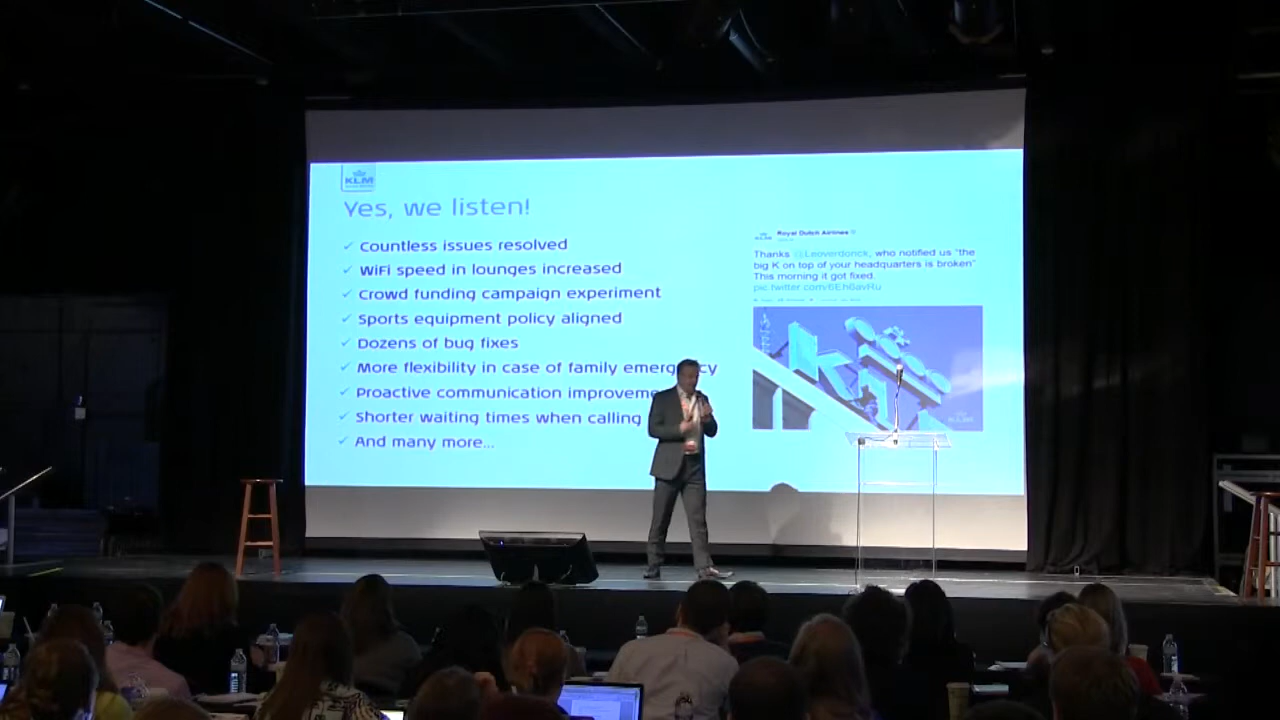 KLM
Yes, we listen!
✓ Countless issues resolved
✓ WiFi speed in lounges increased
✓ Crowd funding campaign experiment
✓ Sports equipment policy aligned
✓ Dozens of bug fixes
✓ More flexibility in case of family emer cy
✓ Proactive communication improveme
✓ Shorter waiting times when calling
✓ And many more...
Royal Dutch Airlines
Thanks @Leoverdonck, who notified us "the
big K on top of your headquarters is broken"
This morning it got fixed.
pic.twitter.com/6Eh6avRu